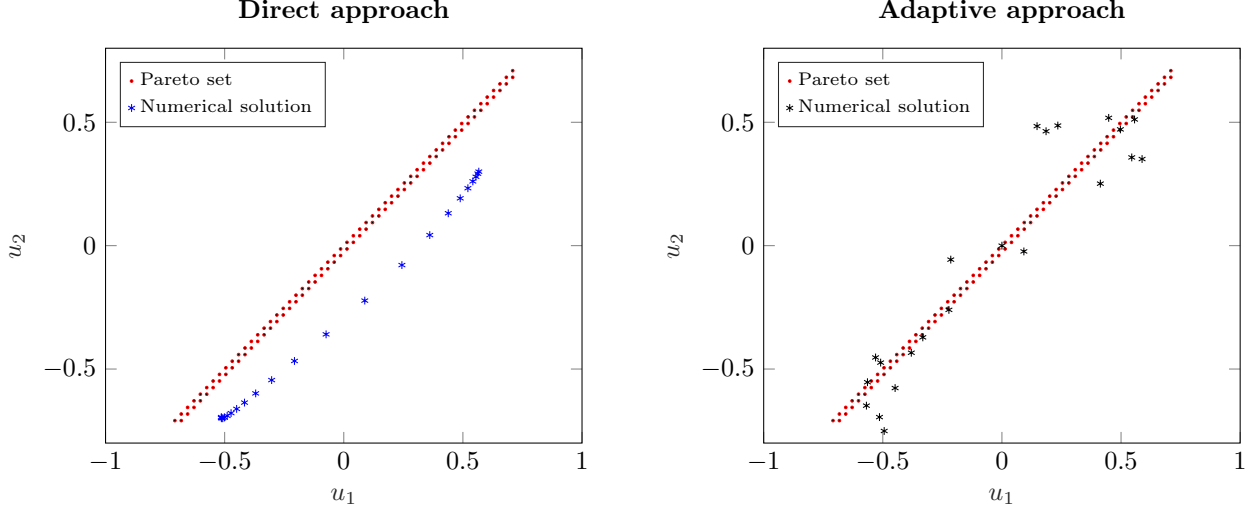 Direct approach
Pareto set
Numerical solution
0.5
0
−0.5
u2
−1
−0.5
0
0.5
1
u1
Adaptive approach
Pareto set
Numerical solution
0.5
0
−0.5
u2
−1
−0.5
0
0.5
1
u1